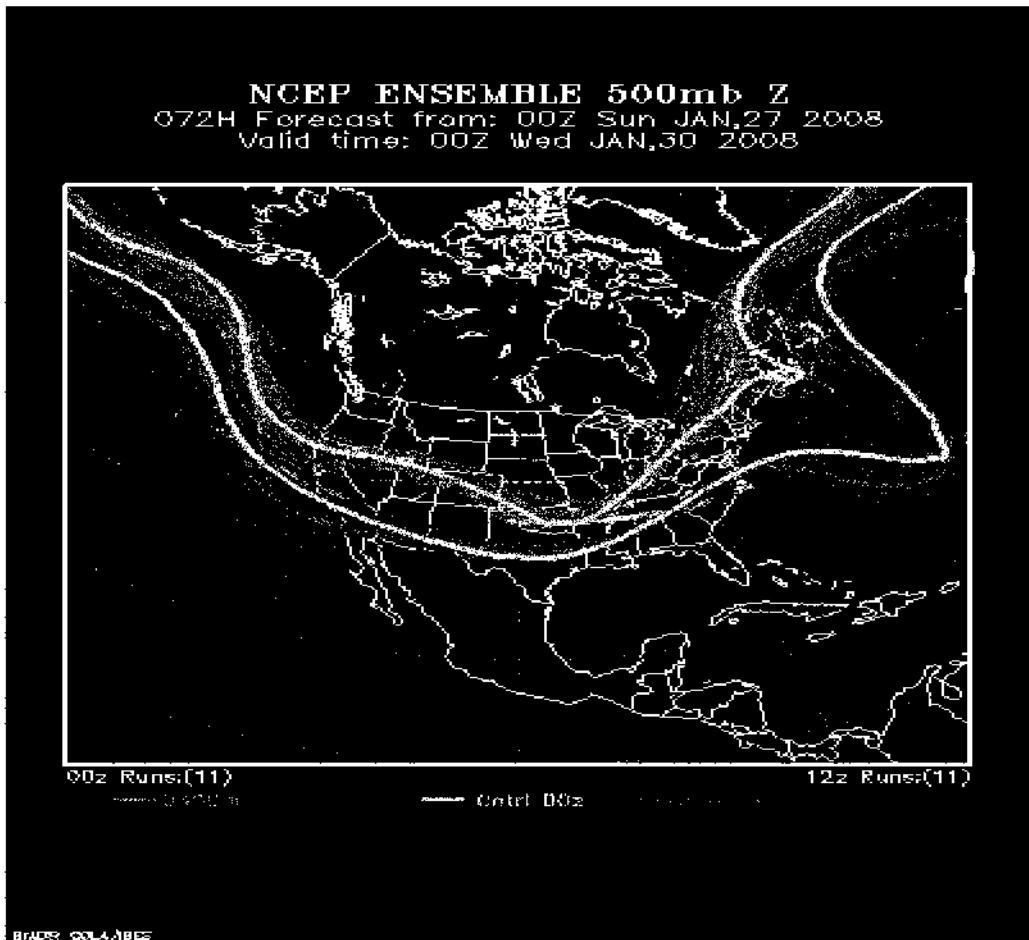 NCEP ENSEMBLE 500mb Z
072H Forecast from: 00Z Sun JAN,27 2008
Valid time: 00Z Wed JAN,30 2008
00z Runs:(11)
12z Runs:(11)
Cntrl 00z